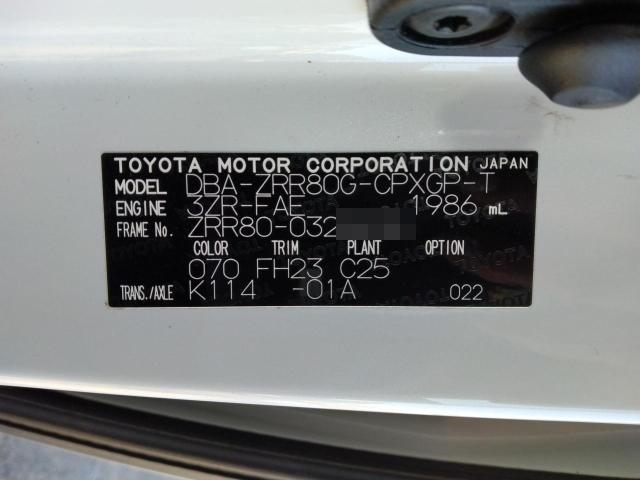 TOYOTA MOTOR CORPORATION JAPAN
MODEL DBA-ZRR80G-CPXGP-T
ENGINE 3ZR-FAE 1986 mL
FRAME No. ZRR80-032
COLOR TRIM PLANT OPTION
070 FH23 C25
TRANS./AXLE K114 -01A 022